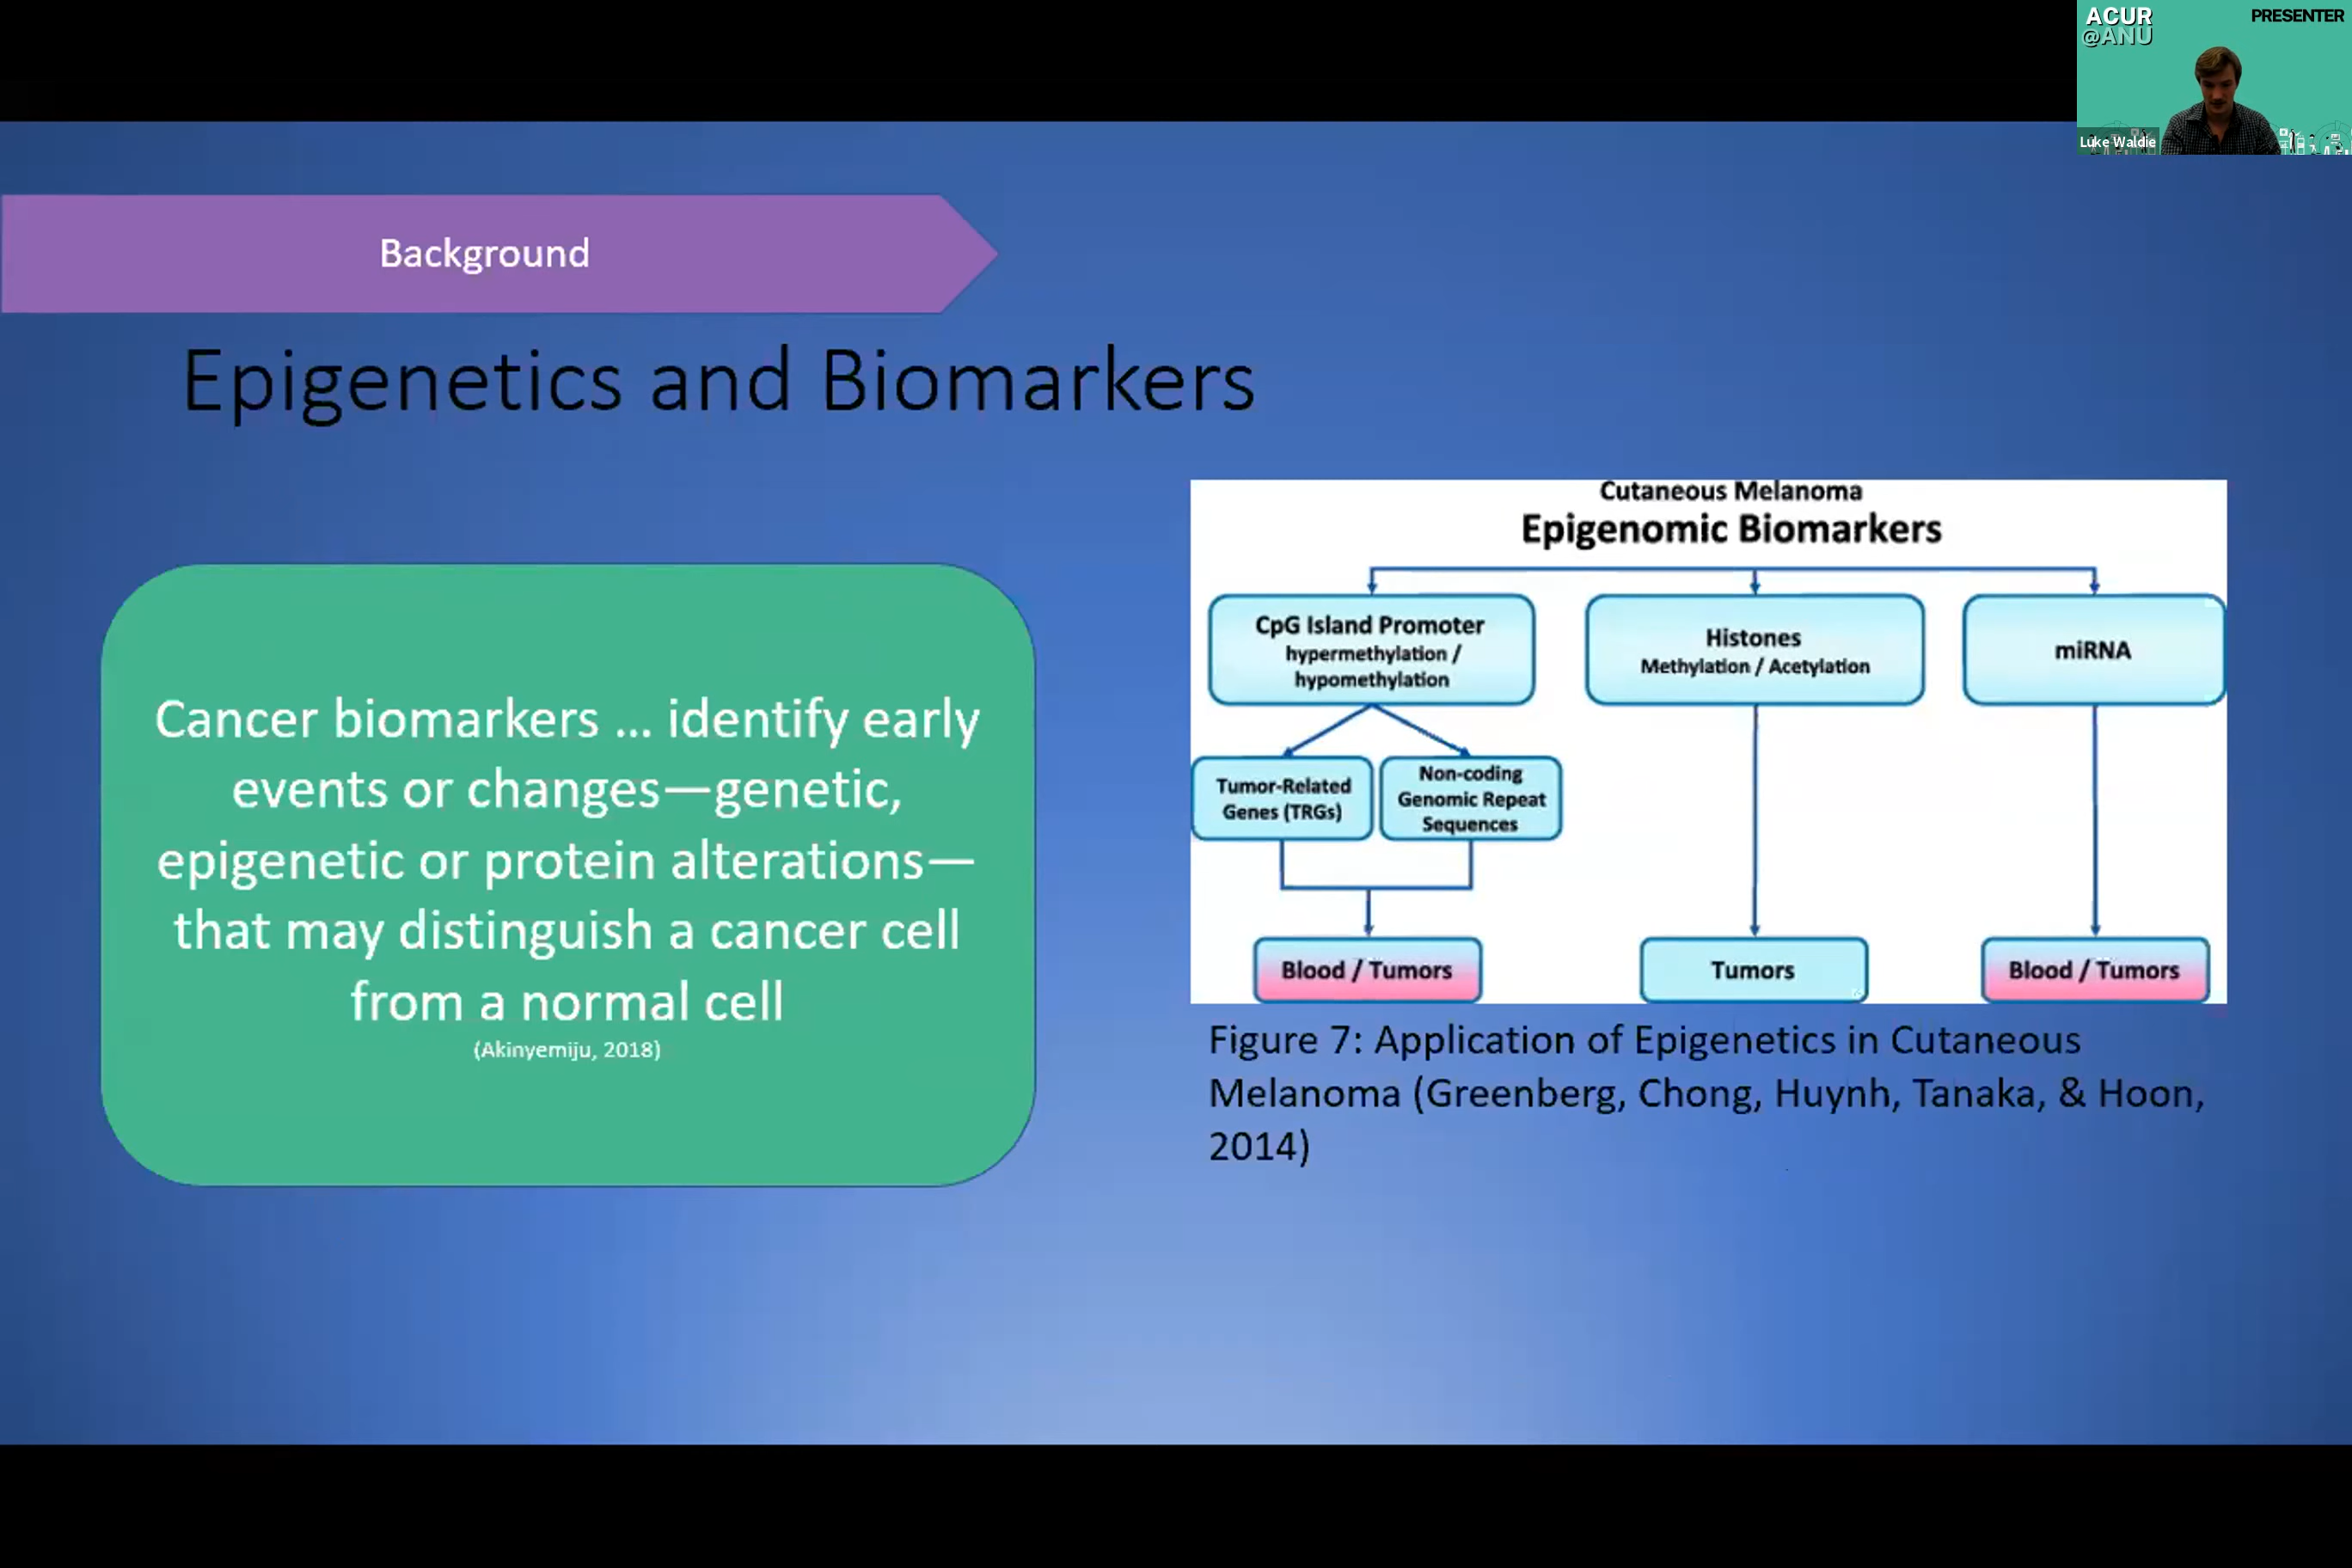 ACUR
@ANU
PRESENTER
Luke Waldie
Background
Epigenetics and Biomarkers
Cancer biomarkers ... identify early
events or changes—genetic,
epigenetic or protein alterations—
that may distinguish a cancer cell
from a normal cell
(Akinyemiju, 2018)
Cutaneous Melanoma
Epigenomic Biomarkers
CpG Island Promoter
hypermethylation /
hypomethylation
Histones
Methylation / Acetylation
miRNA
Tumor-Related
Genes (TRGs)
Non-coding
Genomic Repeat
Sequences
Blood / Tumors
Tumors
Blood / Tumors
Figure 7: Application of Epigenetics in Cutaneous
Melanoma (Greenberg, Chong, Huynh, Tanaka, & Hoon,
2014)